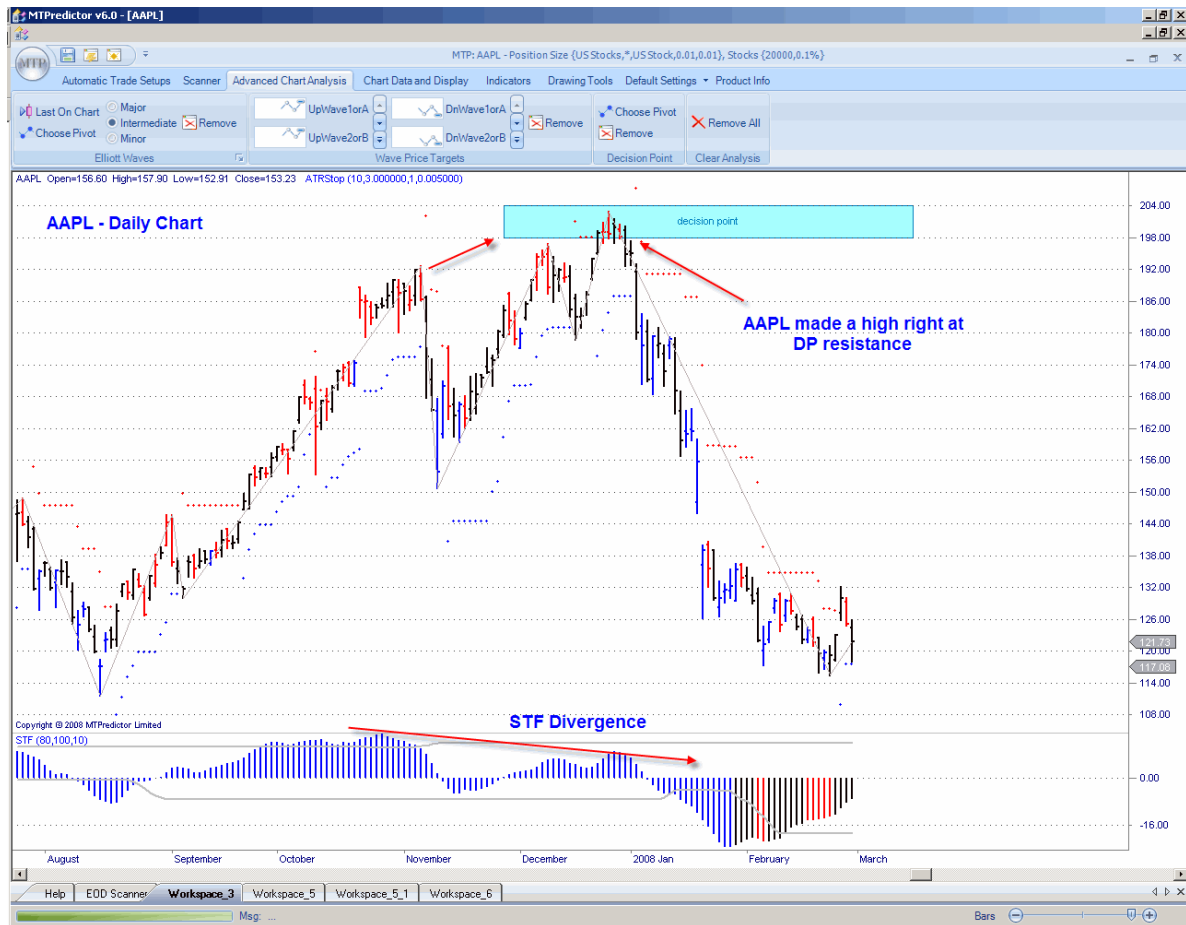 MTPredictor v6.0 - [AAPL]
MTP
MTP: AAPL - Position Size {US Stocks,*,US Stock,0.01,0.01}, Stocks {20000,0.1%}
Automatic Trade Setups Scanner Advanced Chart Analysis Chart Data and Display Indicators Drawing Tools Default Settings Product Info
Last On Chart Major UpWave1orA DnWave1orA Choose Pivot
Intermediate Remove Remove Remove All
Choose Pivot Minor UpWave2orB DnWave2orB Remove
Elliott Waves Wave Price Targets Decision Point Clear Analysis
AAPL Open=156.60 High=157.90 Low=152.91 Close=153.23 ATRStop (10,3.000000,1,0.005000)
204.00
AAPL - Daily Chart
decision point
198.00
192.00
186.00
AAPL made a high right at
DP resistance
180.00
174.00
168.00
162.00
156.00
150.00
144.00
138.00
132.00
126.00
121.73
120.00
117.08
114.00
108.00
Copyright © 2008 MTPredictor Limited
STF Divergence
STF (80,100,10)
0.00
-16.00
August September October November December 2008 Jan February March
Help EOD Scanner Workspace_3 Workspace_5 Workspace_5_1 Workspace_6
Msg: ... Bars